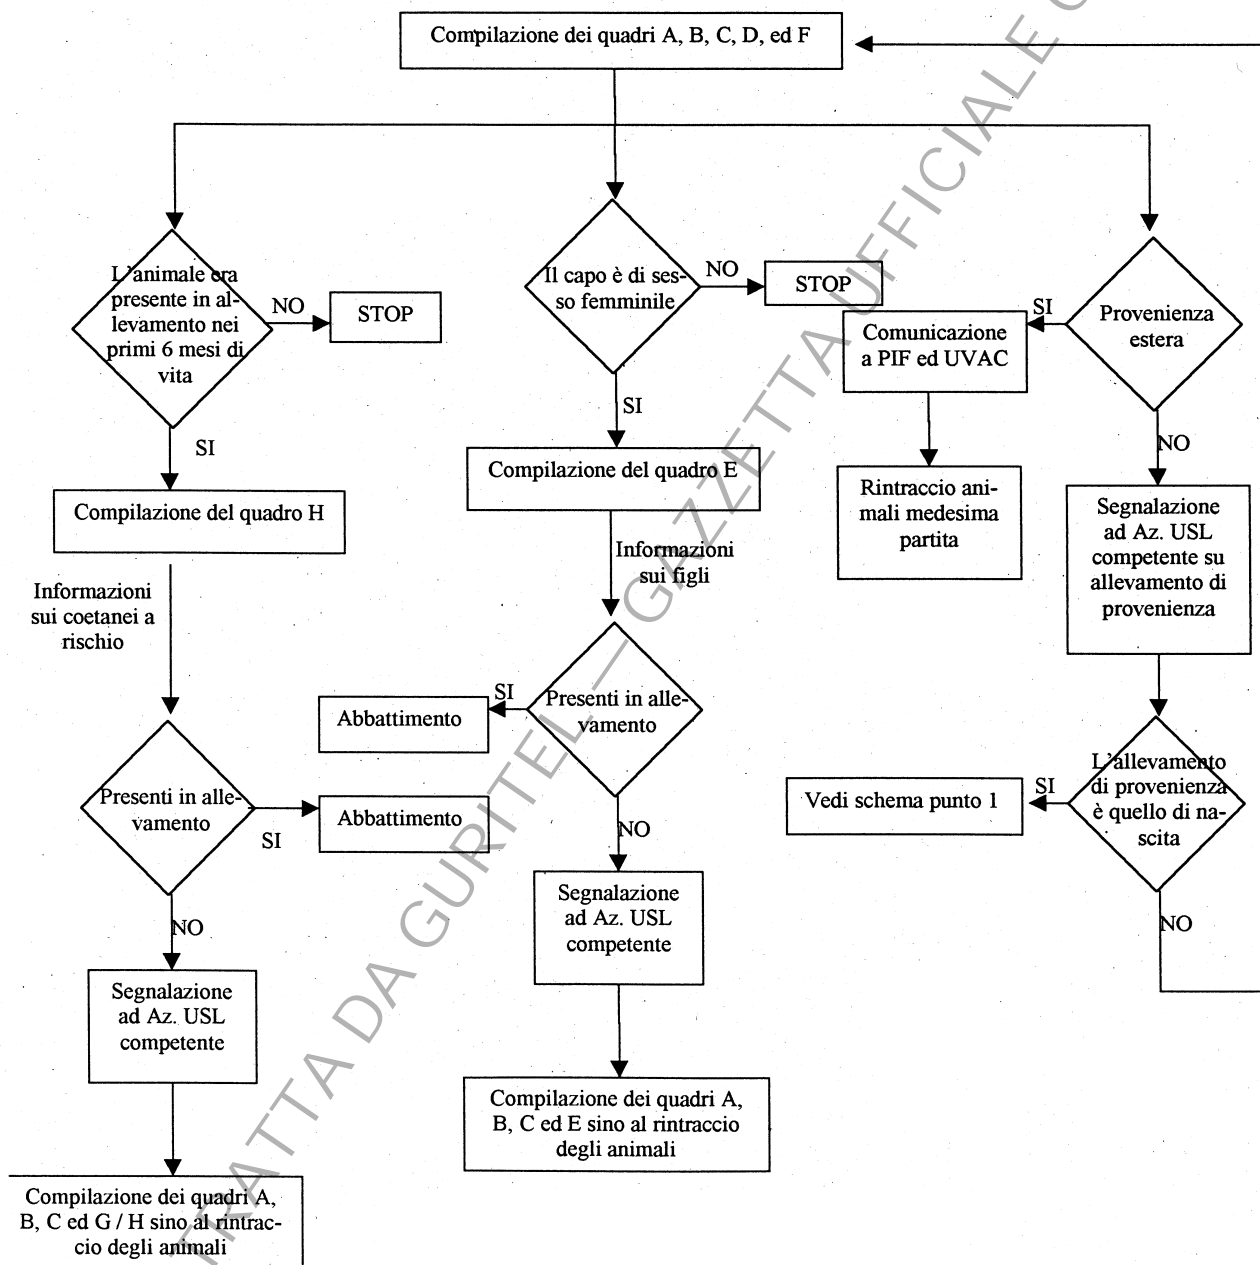 Compilazione dei quadri A, B, C, D, ed F
L'animale era
presente in al-
levamento nei
primi 6 mesi di
vita
NO
STOP
SI
Compilazione del quadro H
Informazioni
sui coetanei a
rischio
Presenti in alle-
vamento
SI
Abbattimento
NO
Segnalazione
ad Az. USL
competente
Compilazione dei quadri A,
B, C ed G / H sino al rintrac-
cio degli animali
Il capo è di ses-
so femminile
NO
STOP
SI
Compilazione del quadro E
Informazioni
sui figli
Presenti in alle-
vamento
SI
Abbattimento
NO
Segnalazione
ad Az. USL
competente
Compilazione dei quadri A,
B, C ed E sino al rintraccio
degli animali
Provenienza
estera
SI
Comunicazione
a PIF ed UVAC
Rintraccio ani-
mali medesima
partita
NO
Segnalazione
ad Az. USL
competente su
allevamento di
provenienza
L'allevamento
di provenienza
è quello di na-
scita
SI
Vedi schema punto 1
NO
TRATTA DA GURITEL — GAZZETTA UFFICIALE